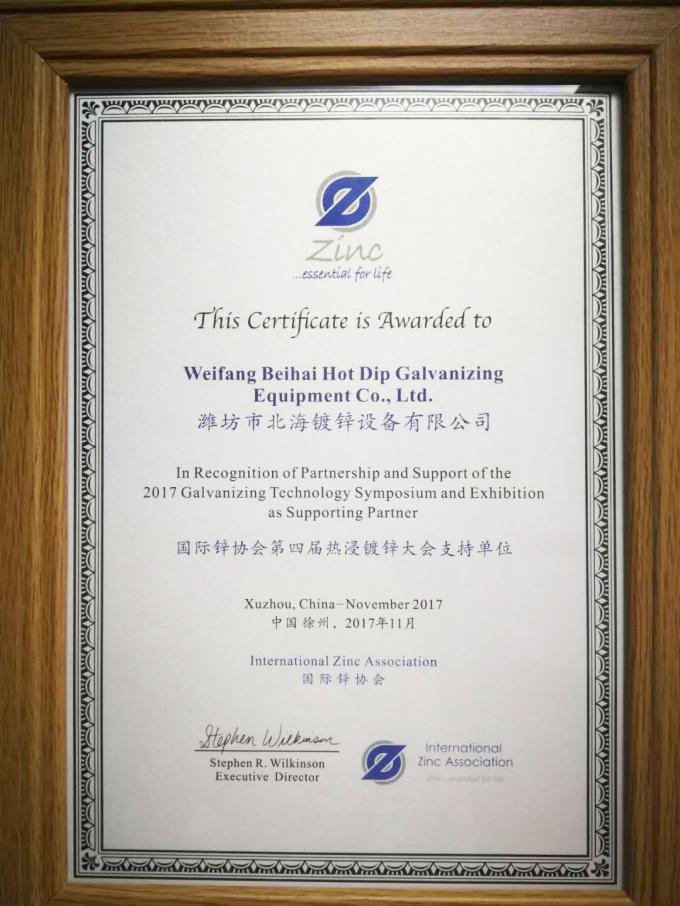 Zinc
...essential for life
This Certificate is Awarded to
Weifang Beihai Hot Dip Galvanizing
Equipment Co., Ltd.
潍坊市北海镀锌设备有限公司
In Recognition of Partnership and Support of the
2017 Galvanizing Technology Symposium and Exhibition
as Supporting Partner
国际锌协会第四届热浸镀锌大会支持单位
Xuzhou, China-November 2017
中国徐州，2017年11月
International Zinc Association
国际锌协会
Stephen Wilkinson
Stephen R. Wilkinson
Executive Director
International
Zinc Association
Zinc...essential for life